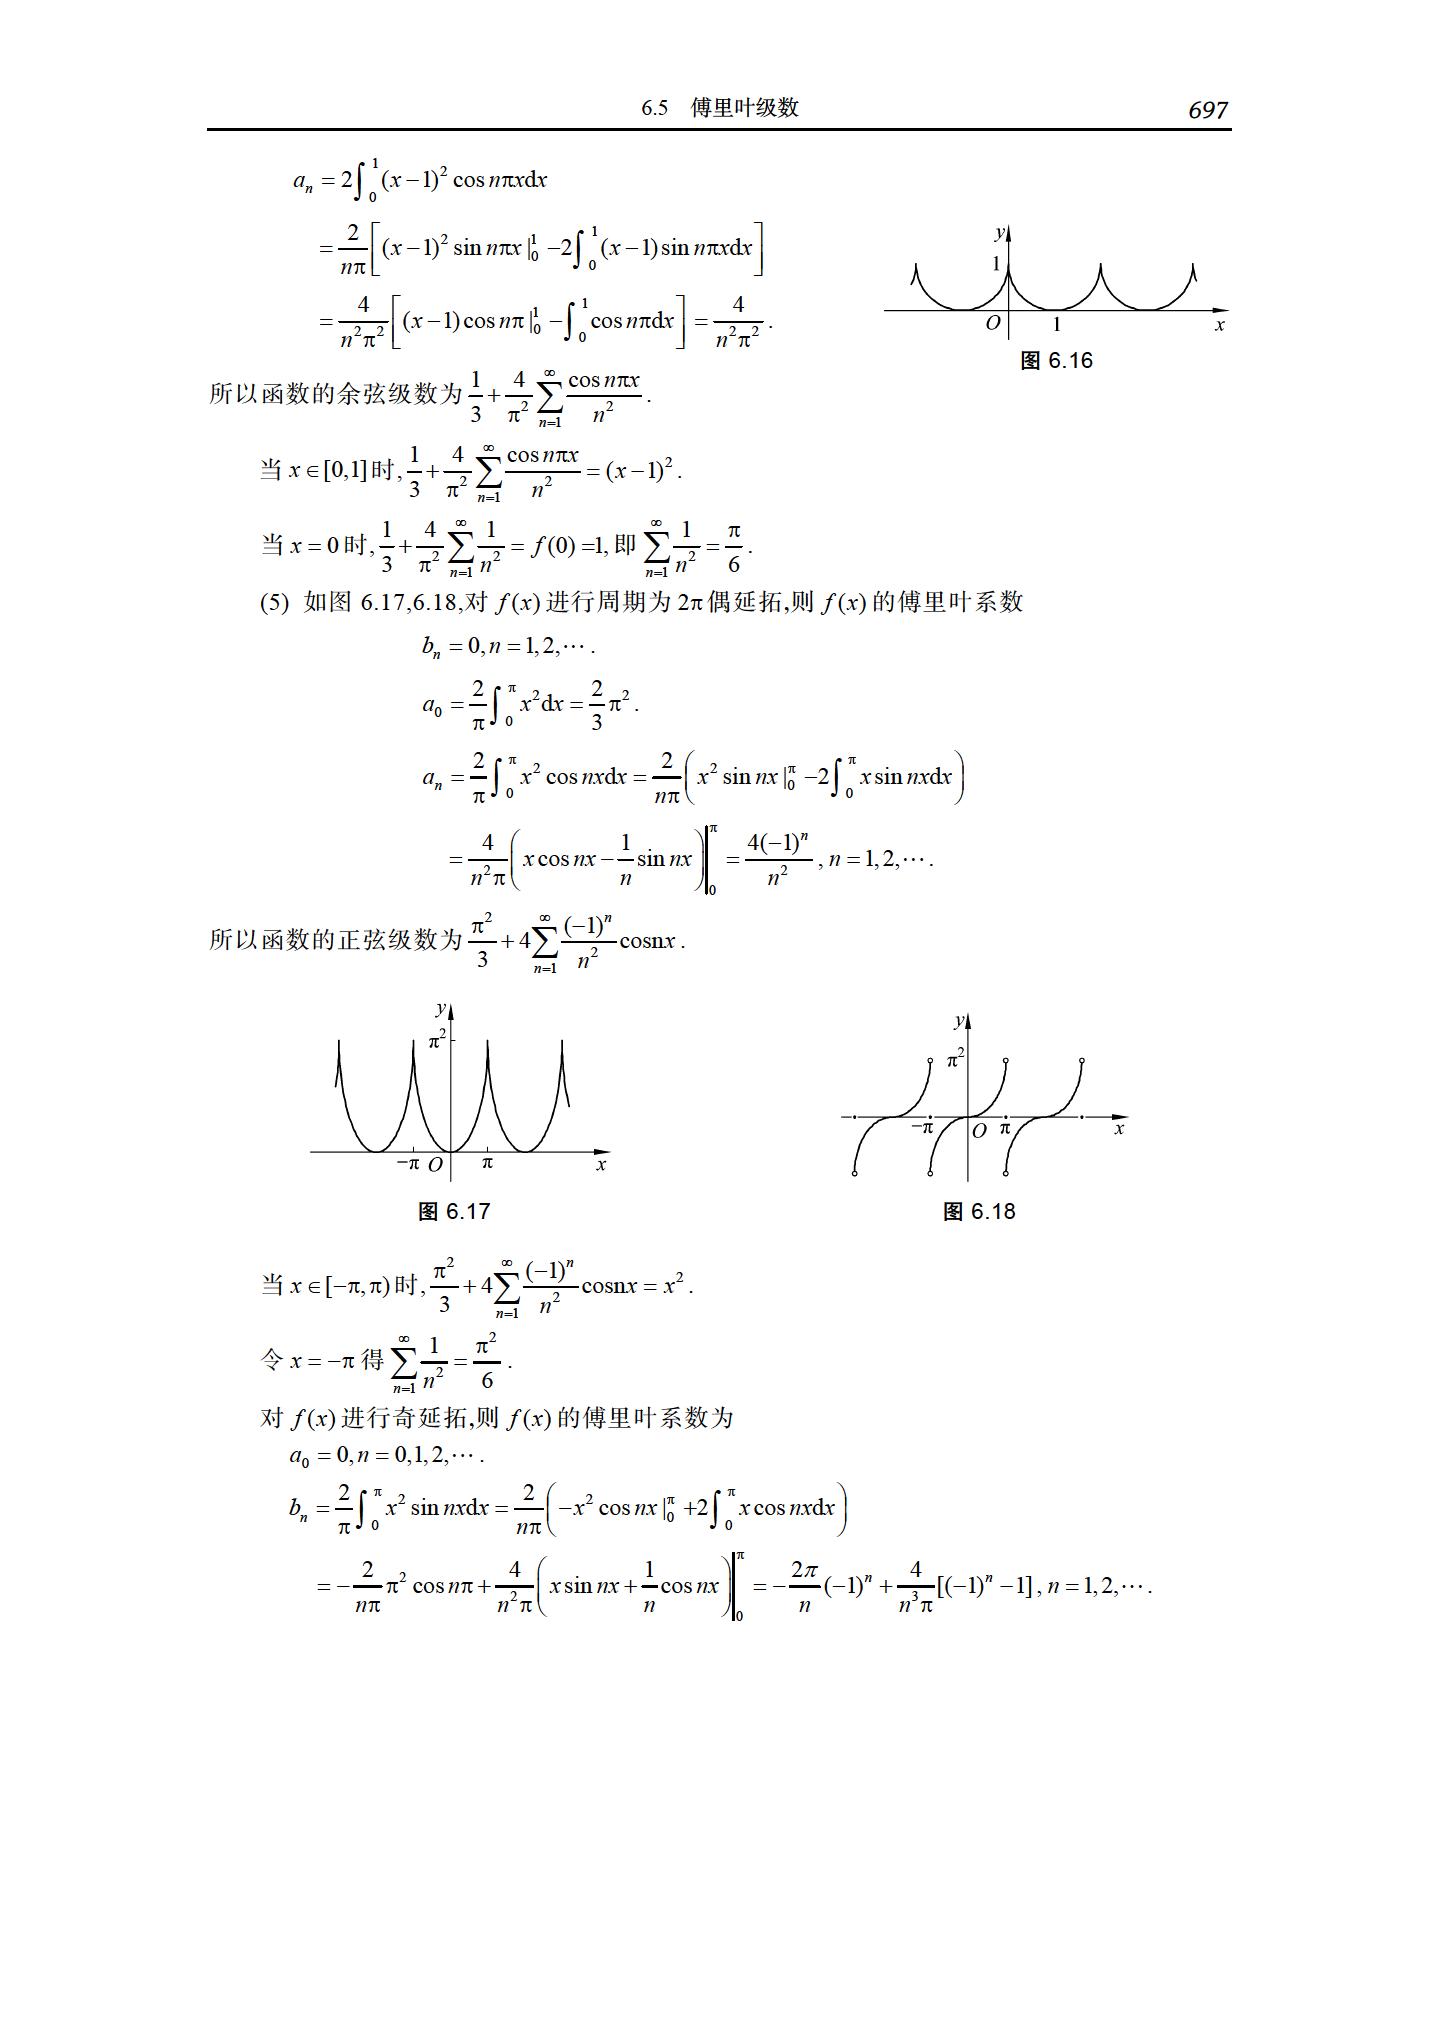 6.5 傅里叶级数 697
$a_n = 2\int_0^1 (x-1)^2 \cos n\pi x \mathrm{d}x$
$= \frac{2}{n\pi}\left[(x-1)^2 \sin n\pi x \big|_0^1 - 2\int_0^1 (x-1)\sin n\pi x \mathrm{d}x\right]$
$= \frac{4}{n^2\pi^2}\left[(x-1)\cos n\pi \big|_0^1 - \int_0^1 \cos n\pi \mathrm{d}x\right] = \frac{4}{n^2\pi^2}.$
y
1
O 1 x
图 6.16
所以函数的余弦级数为 $\frac{1}{3} + \frac{4}{\pi^2}\sum_{n=1}^{\infty}\frac{\cos n\pi x}{n^2}.$
当 $x \in [0,1]$ 时, $\frac{1}{3} + \frac{4}{\pi^2}\sum_{n=1}^{\infty}\frac{\cos n\pi x}{n^2} = (x-1)^2.$
当 $x = 0$ 时, $\frac{1}{3} + \frac{4}{\pi^2}\sum_{n=1}^{\infty}\frac{1}{n^2} = f(0) = 1,$ 即 $\sum_{n=1}^{\infty}\frac{1}{n^2} = \frac{\pi}{6}.$
(5) 如图 6.17,6.18,对 $f(x)$ 进行周期为 $2\pi$ 偶延拓,则 $f(x)$ 的傅里叶系数
$b_n = 0, n = 1,2,\cdots.$
$a_0 = \frac{2}{\pi}\int_0^{\pi} x^2 \mathrm{d}x = \frac{2}{3}\pi^2.$
$a_n = \frac{2}{\pi}\int_0^{\pi} x^2 \cos nx \mathrm{d}x = \frac{2}{n\pi}\left(x^2 \sin nx \big|_0^{\pi} - 2\int_0^{\pi} x \sin nx \mathrm{d}x\right)$
$= \frac{4}{n^2\pi}\left(x\cos nx - \frac{1}{n}\sin nx\right)\bigg|_0^{\pi} = \frac{4(-1)^n}{n^2}, n = 1,2,\cdots.$
所以函数的正弦级数为 $\frac{\pi^2}{3} + 4\sum_{n=1}^{\infty}\frac{(-1)^n}{n^2}\mathrm{cosn}x.$
y
$\pi^2$
$-\pi$ O $\pi$ x
图 6.17
y
$\pi^2$
$-\pi$ O $\pi$ x
图 6.18
当 $x \in [-\pi,\pi)$ 时, $\frac{\pi^2}{3} + 4\sum_{n=1}^{\infty}\frac{(-1)^n}{n^2}\mathrm{cosn}x = x^2.$
令 $x = -\pi$ 得 $\sum_{n=1}^{\infty}\frac{1}{n^2} = \frac{\pi^2}{6}.$
对 $f(x)$ 进行奇延拓,则 $f(x)$ 的傅里叶系数为
$a_0 = 0, n = 0,1,2,\cdots.$
$b_n = \frac{2}{\pi}\int_0^{\pi} x^2 \sin nx \mathrm{d}x = \frac{2}{n\pi}\left(-x^2 \cos nx \big|_0^{\pi} + 2\int_0^{\pi} x \cos nx \mathrm{d}x\right)$
$= -\frac{2}{n\pi}\pi^2 \cos n\pi + \frac{4}{n^2\pi}\left(x\sin nx + \frac{1}{n}\cos nx\right)\bigg|_0^{\pi} = -\frac{2\pi}{n}(-1)^n + \frac{4}{n^3\pi}[(-1)^n - 1], n = 1,2,\cdots.$